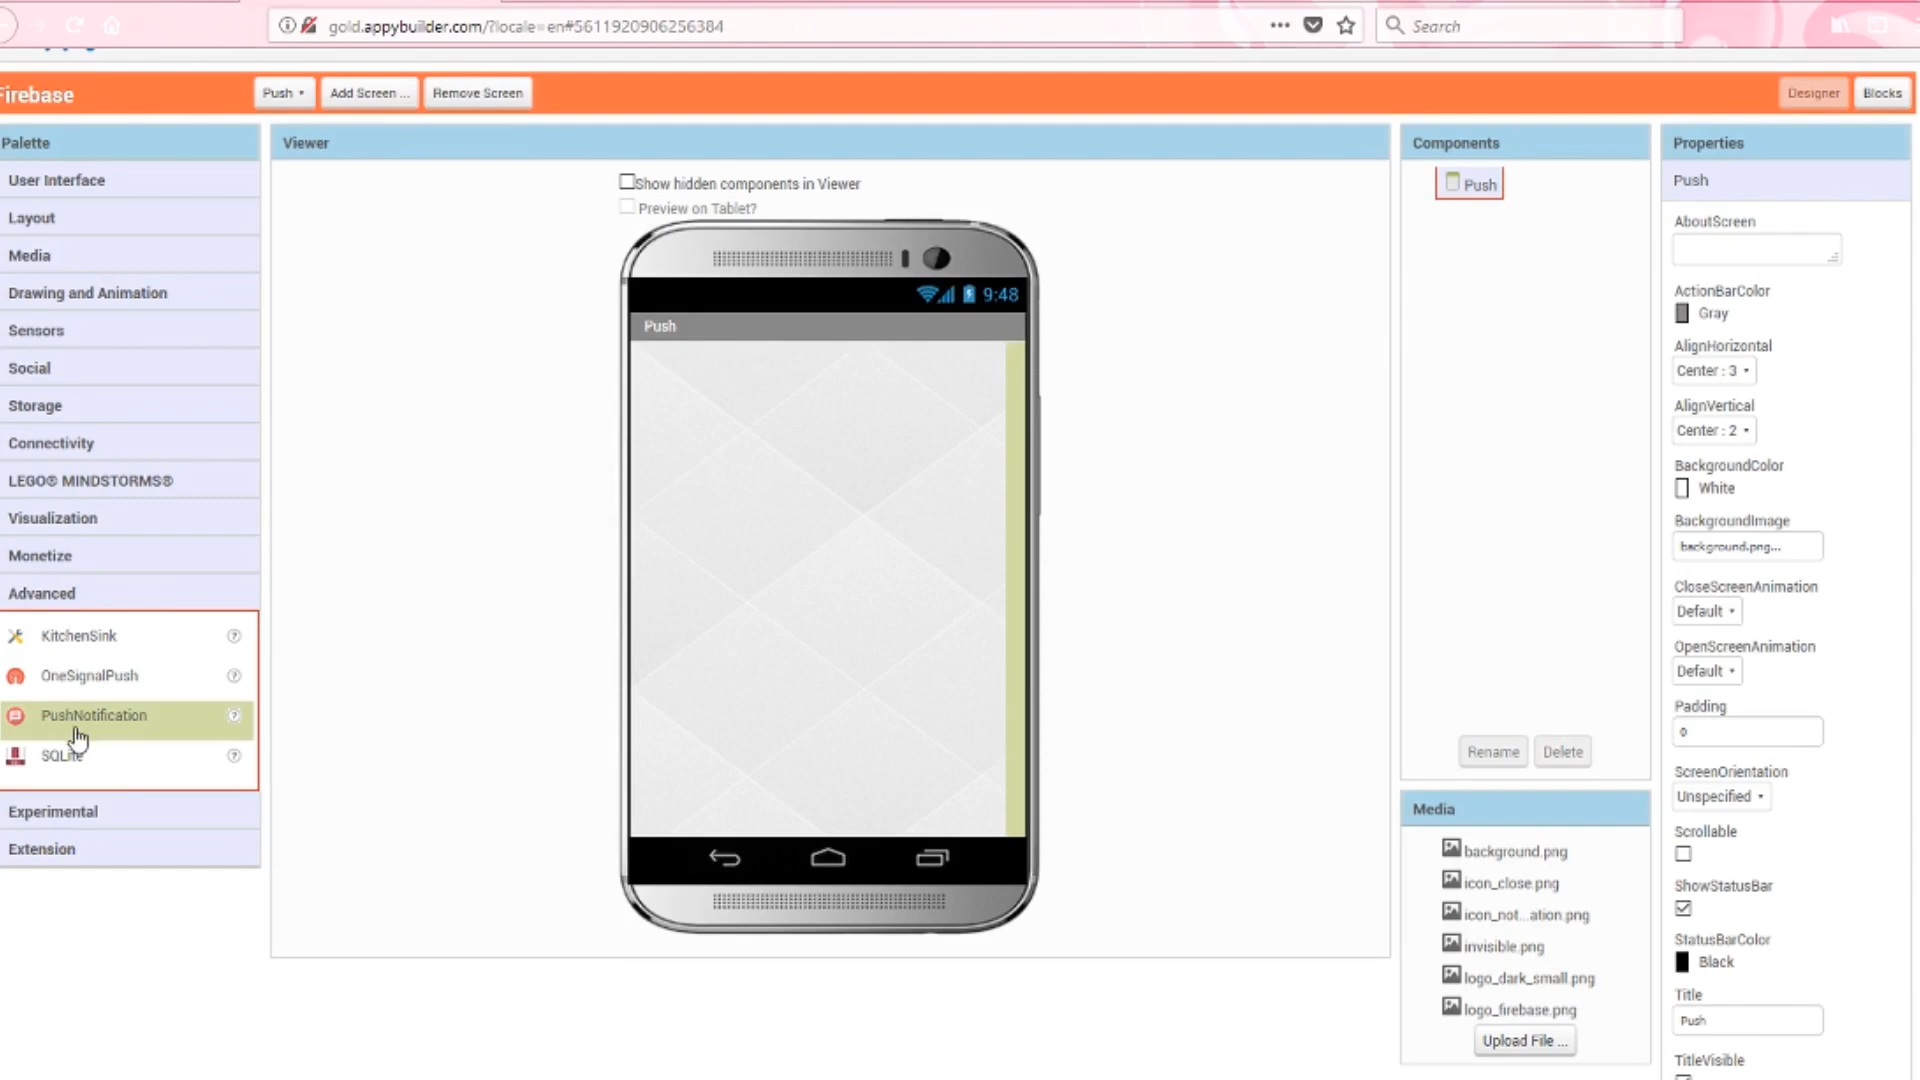 gold.appybuilder.com/?locale=en#5611920906256384
Search
Firebase
Push
Add Screen ...
Remove Screen
Designer
Blocks
Palette
User Interface
Layout
Media
Drawing and Animation
Sensors
Social
Storage
Connectivity
LEGO® MINDSTORMS®
Visualization
Monetize
Advanced
KitchenSink
OneSignalPush
PushNotification
SQLite
Experimental
Extension
Viewer
Show hidden components in Viewer
Preview on Tablet?
9:48
Push
Components
Push
Rename
Delete
Media
background.png
icon_close.png
icon_not...ation.png
invisible.png
logo_dark_small.png
logo_firebase.png
Upload File ...
Properties
Push
AboutScreen
ActionBarColor
Gray
AlignHorizontal
Center : 3
AlignVertical
Center : 2
BackgroundColor
White
BackgroundImage
background.png...
CloseScreenAnimation
Default
OpenScreenAnimation
Default
Padding
0
ScreenOrientation
Unspecified
Scrollable
ShowStatusBar
StatusBarColor
Black
Title
Push
TitleVisible